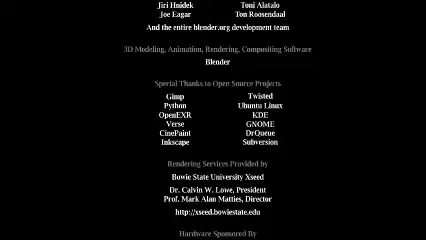 Jiri Hnidek Toni Alatalo
Joe Eagar Ton Roosendaal
And the entire blender.org development team
3D Modeling, Animation, Rendering, Compositing Software
Blender
Special Thanks to Open Source Projects
Gimp Twisted
Python Ubuntu Linux
OpenEXR KDE
Verse GNOME
CinePaint DrQueue
Inkscape Subversion
Rendering Services Provided by
Bowie State University Xseed
Dr. Calvin W. Lowe, President
Prof. Mark Alan Matties, Director
http://xseed.bowiestate.edu
Hardware Sponsored By